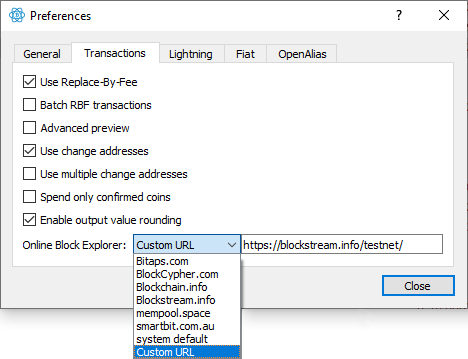 Preferences
General Transactions Lightning Fiat OpenAlias
Use Replace-By-Fee
Batch RBF transactions
Advanced preview
Use change addresses
Use multiple change addresses
Spend only confirmed coins
Enable output value rounding
Online Block Explorer: Custom URL https://blockstream.info/testnet/
Bitaps.com
BlockCypher.com
Blockchain.info
Blockstream.info
mempool.space
smartbit.com.au
system default
Custom URL
Close